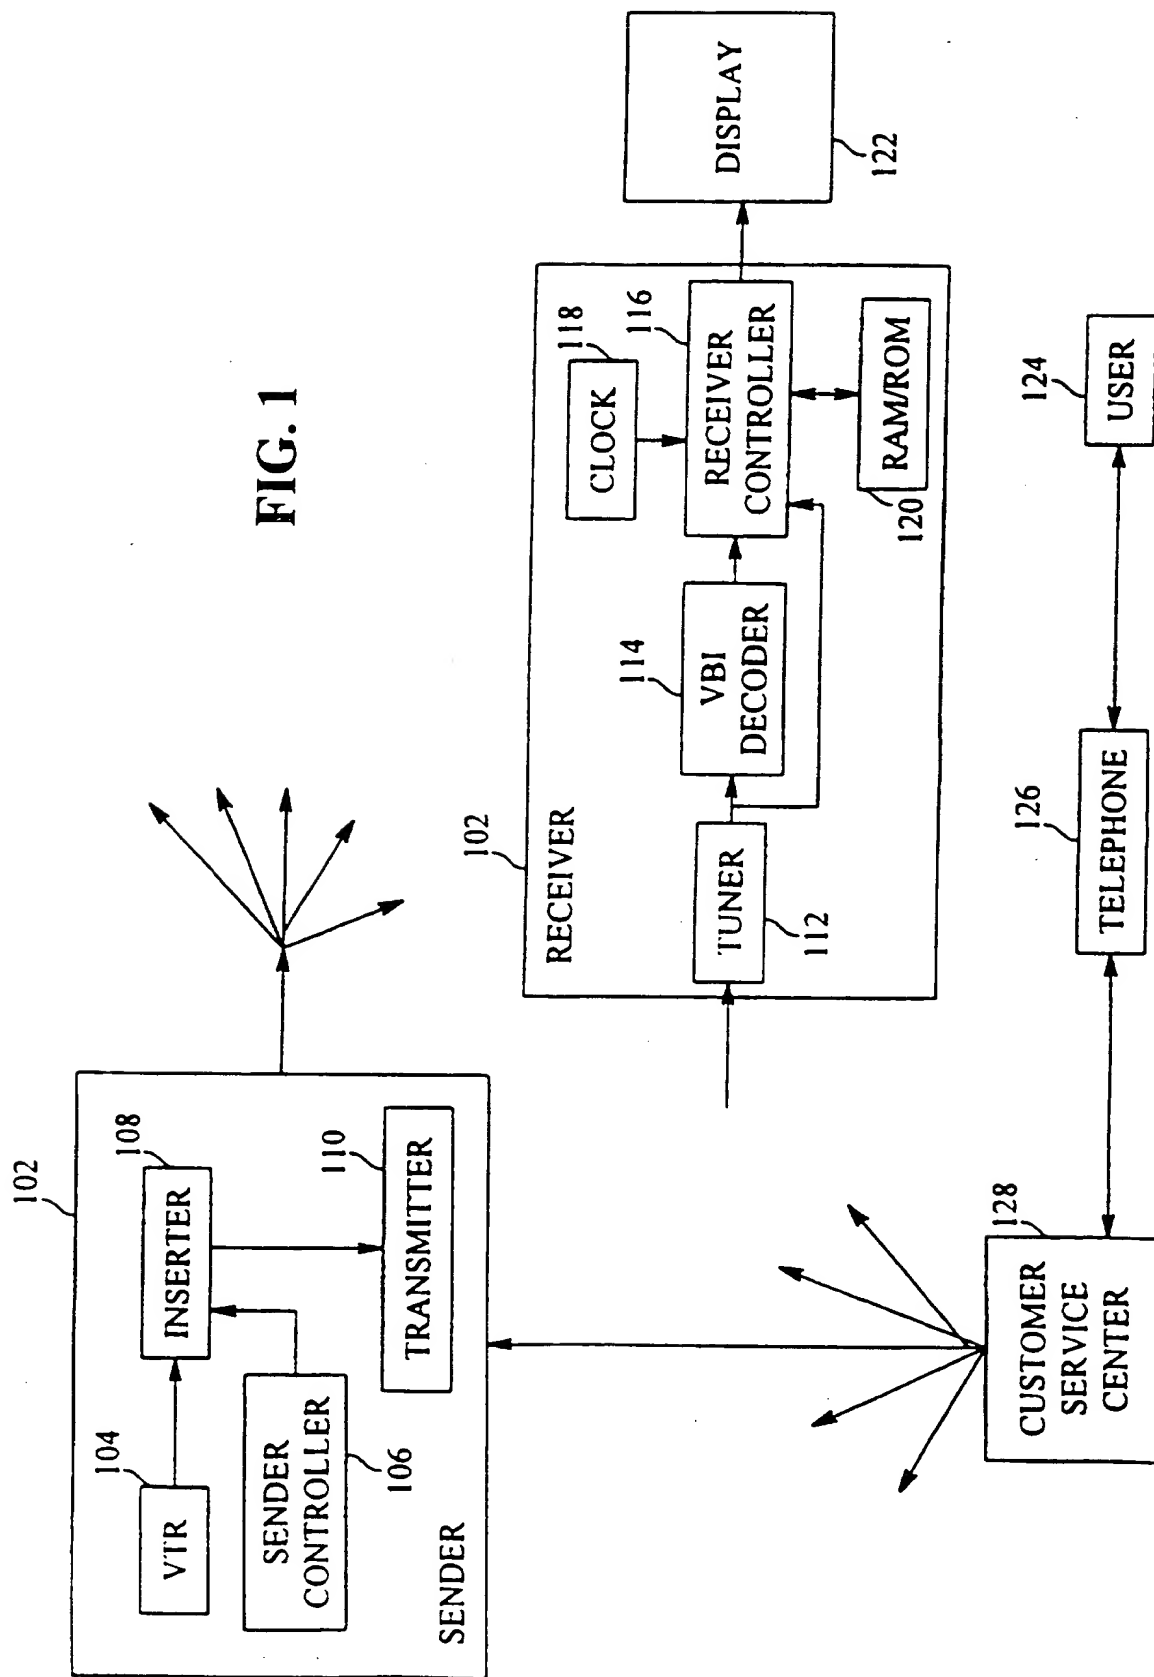 FIG. 1
102
104
VTR
108
INSERTER
SENDER
CONTROLLER
106
110
TRANSMITTER
SENDER
102
RECEIVER
TUNER
112
114
VBI
DECODER
118
CLOCK
116
RECEIVER
CONTROLLER
RAM/ROM
120
DISPLAY
122
128
CUSTOMER
SERVICE
CENTER
126
TELEPHONE
124
USER